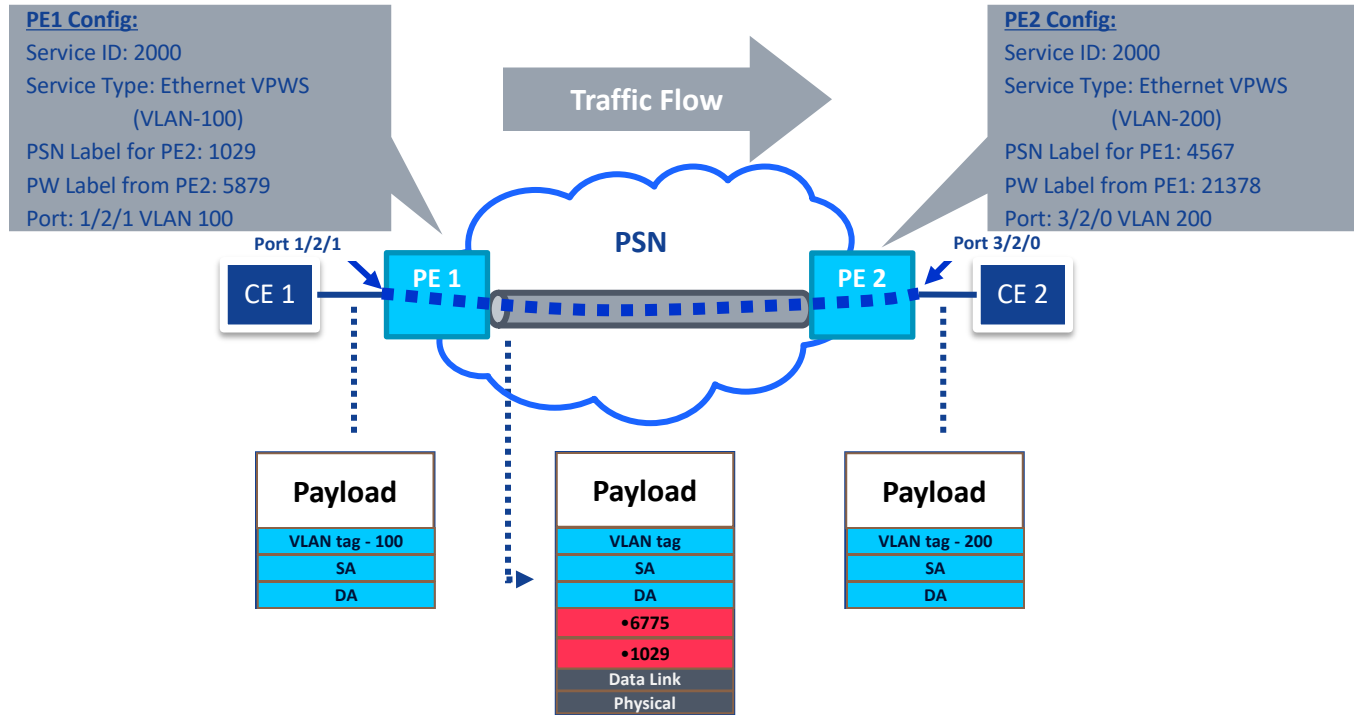 PE1 Config:
Service ID: 2000
Service Type: Ethernet VPWS
(VLAN-100)
PSN Label for PE2: 1029
PW Label from PE2: 5879
Port: 1/2/1 VLAN 100
Traffic Flow
PE2 Config:
Service ID: 2000
Service Type: Ethernet VPWS
(VLAN-200)
PSN Label for PE1: 4567
PW Label from PE1: 21378
Port: 3/2/0 VLAN 200
Port 1/2/1
PSN
Port 3/2/0
CE 1
PE 1
PE 2
CE 2
Payload
VLAN tag - 100
SA
DA
Payload
VLAN tag
SA
DA
•6775
•1029
Data Link
Physical
Payload
VLAN tag - 200
SA
DA